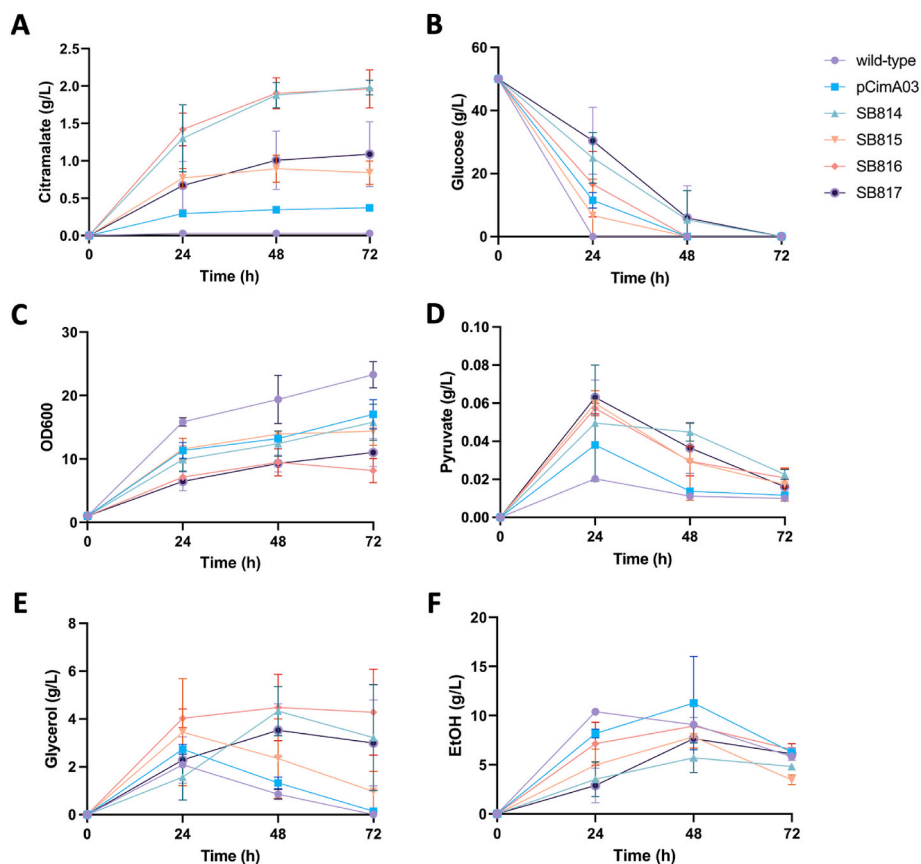 A
Citramalate (g/L)
2.5
2.0
1.5
1.0
0.5
0.0
0 24 48 72
Time (h)
B
Glucose (g/L)
60
40
20
0
0 24 48 72
Time (h)
wild-type
pCimA03
SB814
SB815
SB816
SB817
C
OD600
30
20
10
0
0 24 48 72
Time (h)
D
Pyruvate (g/L)
0.10
0.08
0.06
0.04
0.02
0.00
0 24 48 72
Time (h)
E
Glycerol (g/L)
8
6
4
2
0
0 24 48 72
Time (h)
F
EtOH (g/L)
20
15
10
5
0
0 24 48 72
Time (h)